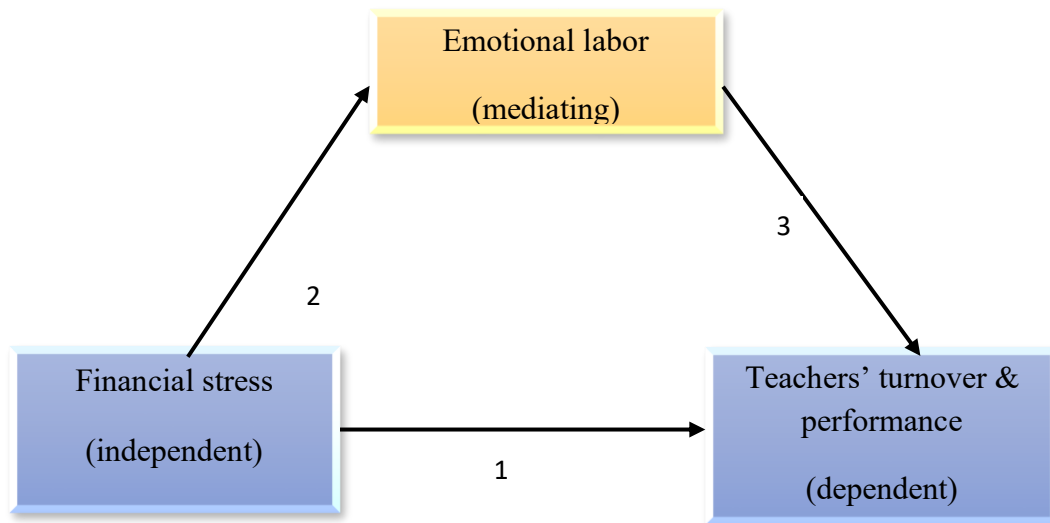 Emotional labor
(mediating)
3
2
Financial stress
(independent)
Teachers’ turnover &
performance
(dependent)
1